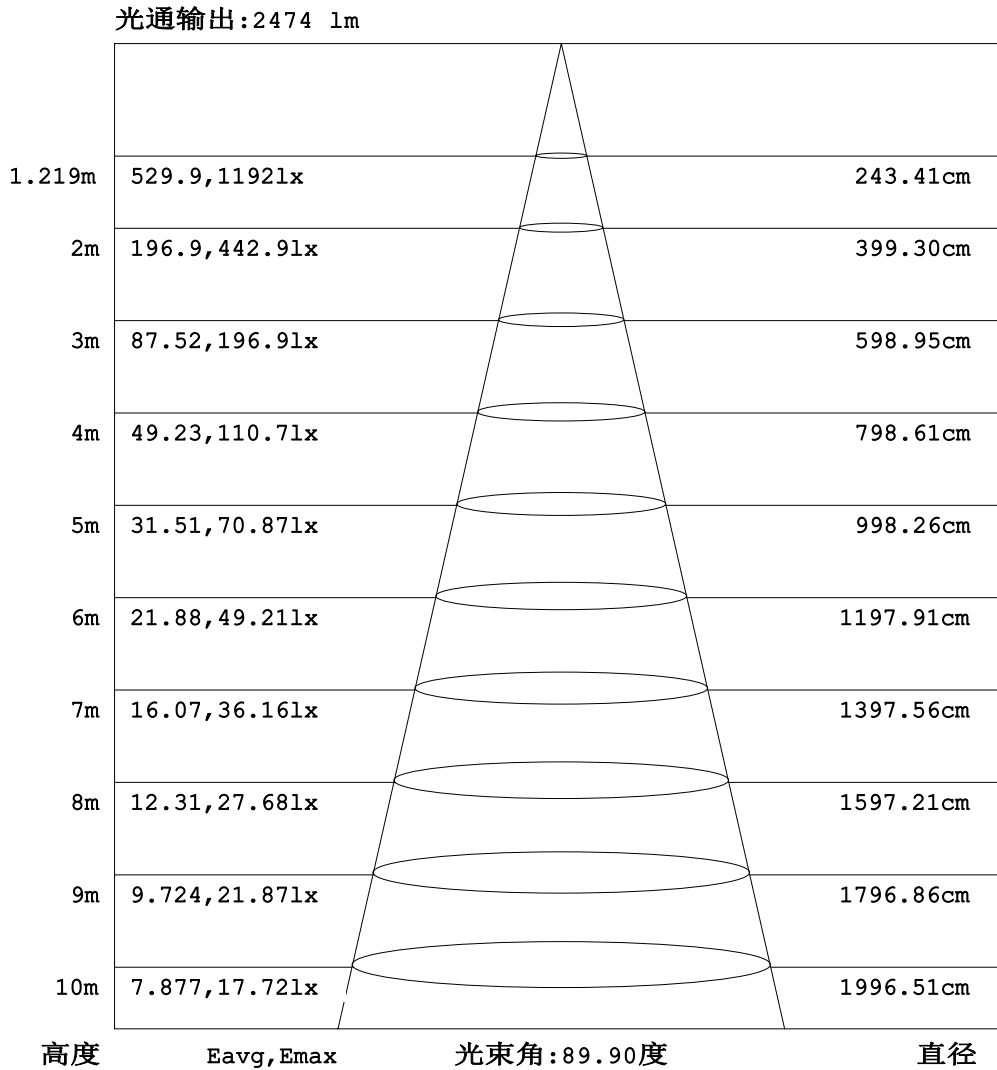 光通输出:2474 lm
1.219m 529.9,1192lx 243.41cm
2m 196.9,442.9lx 399.30cm
3m 87.52,196.9lx 598.95cm
4m 49.23,110.7lx 798.61cm
5m 31.51,70.87lx 998.26cm
6m 21.88,49.21lx 1197.91cm
7m 16.07,36.16lx 1397.56cm
8m 12.31,27.68lx 1597.21cm
9m 9.724,21.87lx 1796.86cm
10m 7.877,17.72lx 1996.51cm
高度 Eavg,Emax 光束角:89.90度 直径